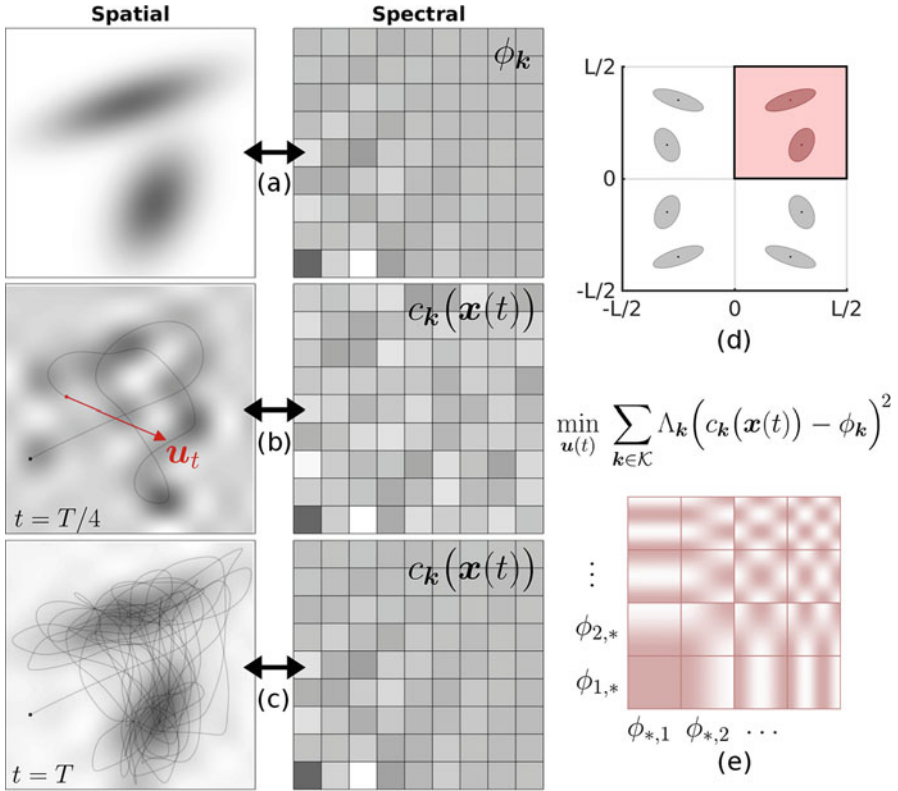 Spatial Spectral
ϕ_k
(a)
c_k(x(t))
(b)
u_t
t = T/4
c_k(x(t))
(c)
t = T
L/2
0
-L/2
-L/2 0 L/2
(d)
min_{u(t)} ∑_{k∈K} Λ_k(c_k(x(t)) − ϕ_k)²
⋮
ϕ_{2,*}
ϕ_{1,*}
ϕ_{*,1} ϕ_{*,2} ⋯
(e)